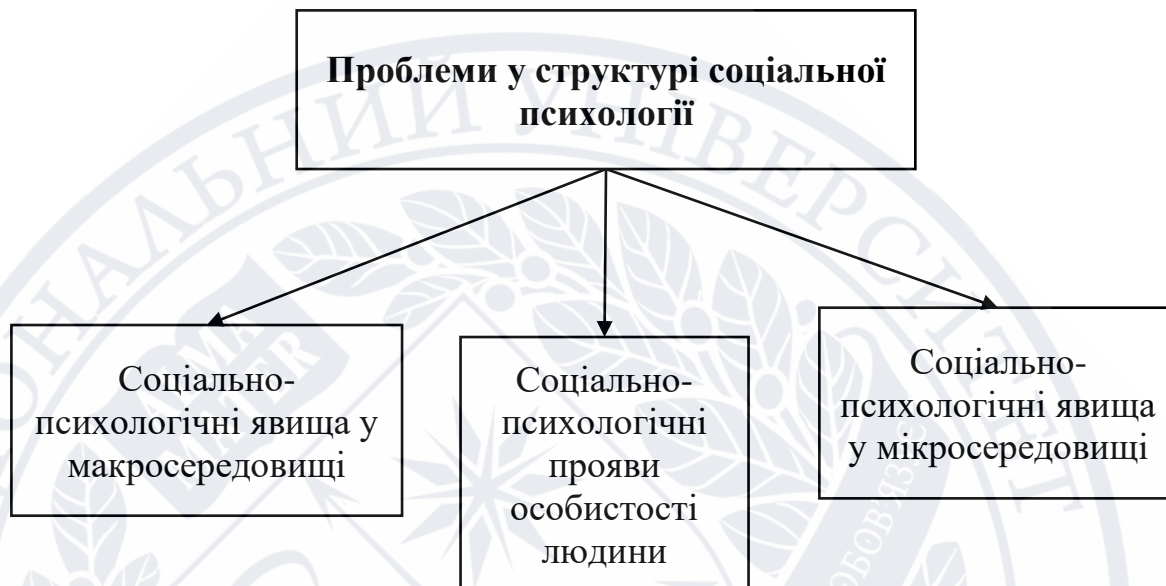 Проблеми у структурі соціальної
психології
Соціально-
психологічні явища у
макросередовищі
Соціально-
психологічні
прояви
особистості
людини
Соціально-
психологічні явища
у мікросередовищі